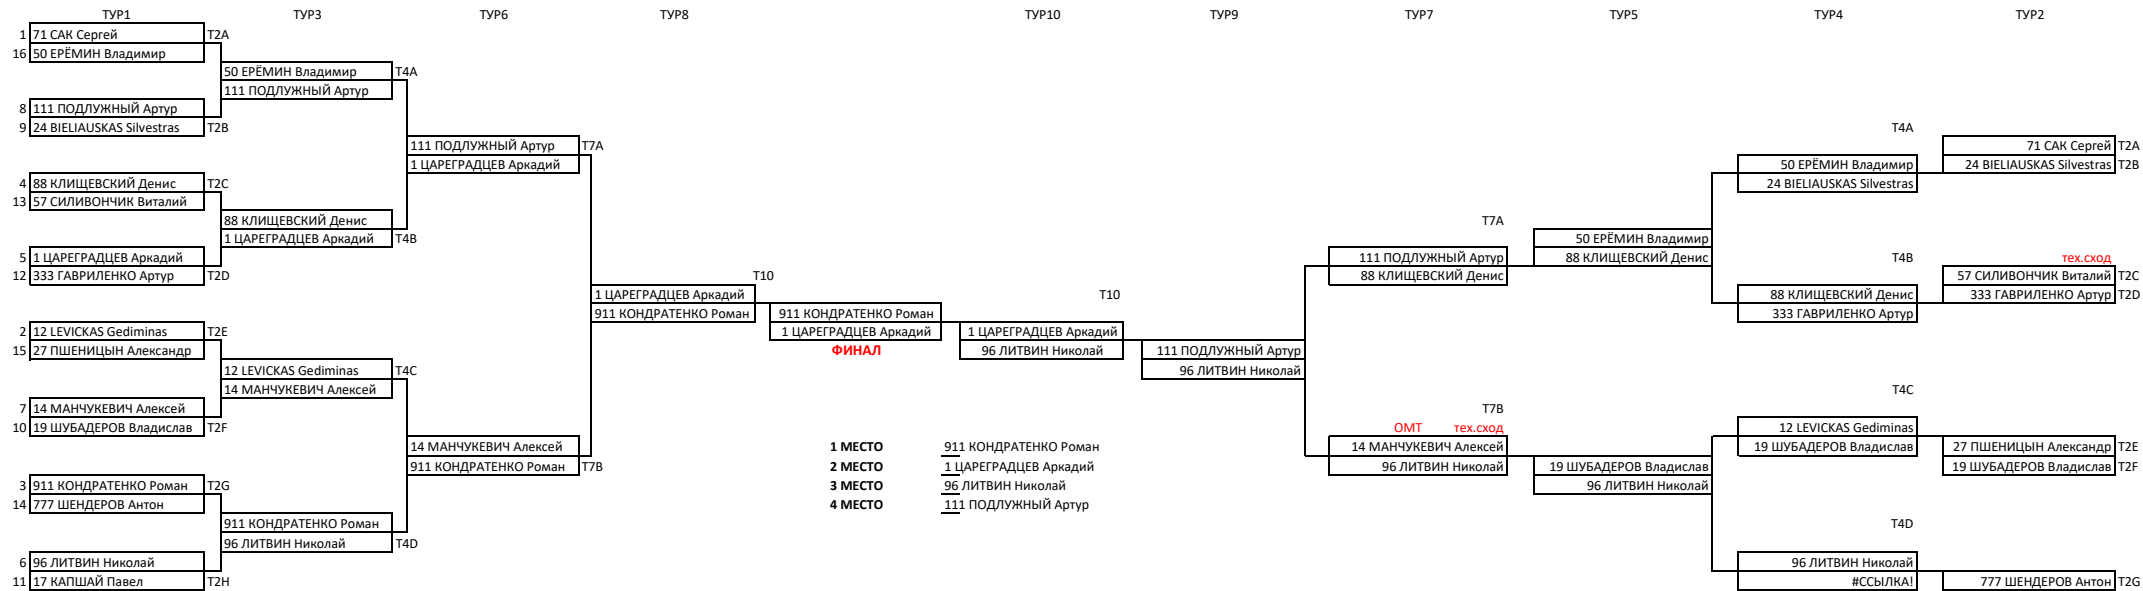 ТУР1 ТУР3 ТУР6 ТУР8 ТУР10 ТУР9 ТУР7 ТУР5 ТУР4 ТУР2
1 71 САК Сергей T2A
16 50 ЕРЁМИН Владимир
50 ЕРЁМИН Владимир T4A
111 ПОДЛУЖНЫЙ Артур
8 111 ПОДЛУЖНЫЙ Артур
9 24 BIELIAUSKAS Silvestras T2B
111 ПОДЛУЖНЫЙ Артур T7A
1 ЦАРЕГРАДЦЕВ Аркадий
4 88 КЛИЩЕВСКИЙ Денис T2C
13 57 СИЛИВОНЧИК Виталий
88 КЛИЩЕВСКИЙ Денис
1 ЦАРЕГРАДЦЕВ Аркадий T4B
5 1 ЦАРЕГРАДЦЕВ Аркадий
12 333 ГАВРИЛЕНКО Артур T2D
1 ЦАРЕГРАДЦЕВ Аркадий T10
911 КОНДРАТЕНКО Роман
2 12 LEVICKAS Gediminas T2E
15 27 ПШЕНИЦЫН Александр
12 LEVICKAS Gediminas T4C
14 МАНЧУКЕВИЧ Алексей
7 14 МАНЧУКЕВИЧ Алексей
10 19 ШУБАДЕРОВ Владислав T2F
14 МАНЧУКЕВИЧ Алексей
911 КОНДРАТЕНКО Роман T7B
3 911 КОНДРАТЕНКО Роман T2G
14 777 ШЕНДЕРОВ Антон
911 КОНДРАТЕНКО Роман
96 ЛИТВИН Николай T4D
6 96 ЛИТВИН Николай
11 17 КАПШАЙ Павел T2H
911 КОНДРАТЕНКО Роман
1 ЦАРЕГРАДЦЕВ Аркадий
ФИНАЛ
T10
1 ЦАРЕГРАДЦЕВ Аркадий
96 ЛИТВИН Николай
111 ПОДЛУЖНЫЙ Артур
96 ЛИТВИН Николай
1 МЕСТО 911 КОНДРАТЕНКО Роман
2 МЕСТО 1 ЦАРЕГРАДЦЕВ Аркадий
3 МЕСТО 96 ЛИТВИН Николай
4 МЕСТО 111 ПОДЛУЖНЫЙ Артур
T7A
111 ПОДЛУЖНЫЙ Артур
88 КЛИЩЕВСКИЙ Денис
T7B
ОМТ тех.сход
14 МАНЧУКЕВИЧ Алексей
96 ЛИТВИН Николай
50 ЕРЁМИН Владимир
88 КЛИЩЕВСКИЙ Денис
19 ШУБАДЕРОВ Владислав
96 ЛИТВИН Николай
T4A
50 ЕРЁМИН Владимир
24 BIELIAUSKAS Silvestras
T4B
88 КЛИЩЕВСКИЙ Денис
333 ГАВРИЛЕНКО Артур
T4C
12 LEVICKAS Gediminas
19 ШУБАДЕРОВ Владислав
T4D
96 ЛИТВИН Николай
#ССЫЛКА!
71 САК Сергей T2A
24 BIELIAUSKAS Silvestras T2B
тех.сход
57 СИЛИВОНЧИК Виталий T2C
333 ГАВРИЛЕНКО Артур T2D
27 ПШЕНИЦЫН Александр T2E
19 ШУБАДЕРОВ Владислав T2F
777 ШЕНДЕРОВ Антон T2G